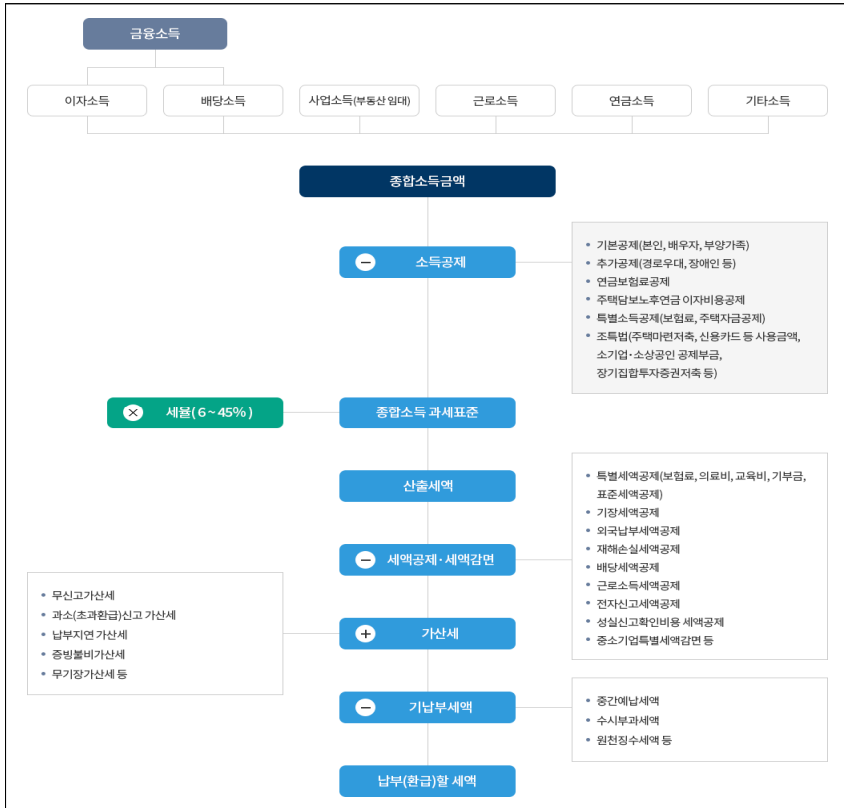 금융소득
이자소득
배당소득
사업소득(부동산 임대)
근로소득
연금소득
기타소득
종합소득금액
− 소득공제
• 기본공제(본인, 배우자, 부양가족)
• 추가공제(경로우대, 장애인 등)
• 연금보험료공제
• 주택담보노후연금 이자비용공제
• 특별소득공제(보험료, 주택자금공제)
• 조특법(주택마련저축, 신용카드 등 사용금액,
소기업·소상공인 공제부금,
장기집합투자증권저축 등)
× 세율( 6 ~ 45% )
종합소득 과세표준
산출세액
• 특별세액공제(보험료, 의료비, 교육비, 기부금,
표준세액공제)
• 기장세액공제
• 외국납부세액공제
• 재해손실세액공제
• 배당세액공제
• 근로소득세액공제
• 전자신고세액공제
• 성실신고확인비용 세액공제
• 중소기업특별세액감면 등
− 세액공제·세액감면
• 무신고가산세
• 과소(초과환급)신고 가산세
• 납부지연 가산세
• 증빙불비가산세
• 무기장가산세 등
+ 가산세
− 기납부세액
• 중간예납세액
• 수시부과세액
• 원천징수세액 등
납부(환급)할 세액